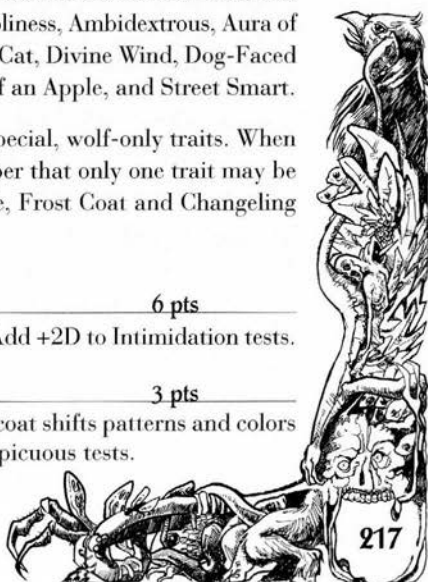 liness, Ambidextrous, Aura of
Cat, Divine Wind, Dog-Faced
f an Apple, and Street Smart.
pecial, wolf-only traits. When
ber that only one trait may be
e, Frost Coat and Changeling
6 pts
Add +2D to Intimidation tests.
3 pts
coat shifts patterns and colors
picuous tests.
217